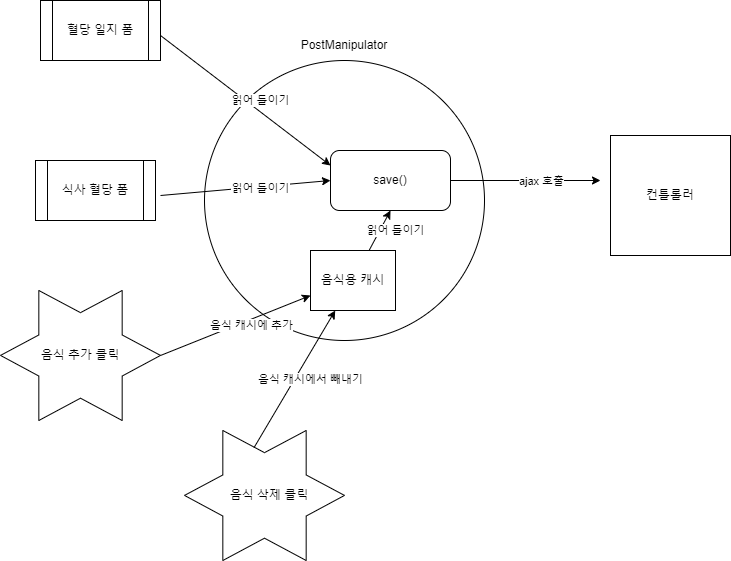 혈당 일지 폼
PostManipulator
읽어 들이기
식사 혈당 폼
읽어 들이기
save()
ajax 호출
컨틀롤러
읽어 들이기
음식용 캐시
음식 캐시에 추가
음식 추가 클릭
음식 캐시에서 빼내기
음식 삭제 클릭